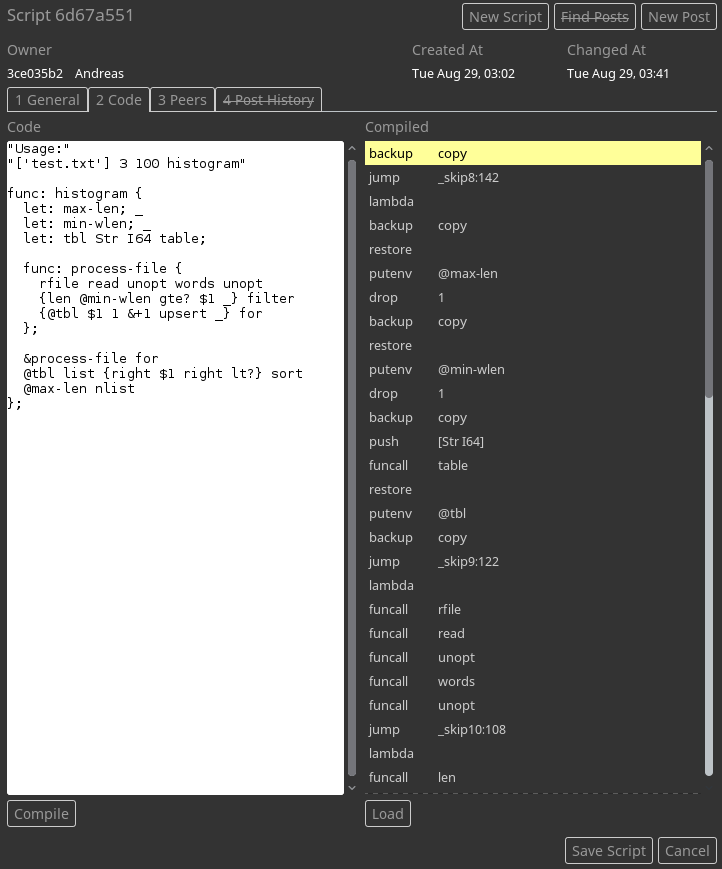 Script 6d67a551
New Script
Find Posts
New Post
Owner
Created At
Changed At
3ce035b2 Andreas
Tue Aug 29, 03:02
Tue Aug 29, 03:41
1 General
2 Code
3 Peers
4 Post History
Code
"Usage:"
"['test.txt'] 3 100 histogram"
func: histogram {
let: max-len; _
let: min-wlen; _
let: tbl Str I64 table;
func: process-file {
rfile read unopt words unopt
{len @min-wlen gte? $1 _} filter
{@tbl $1 1 &+1 upsert _} for
};
&process-file for
@tbl list {right $1 right lt?} sort
@max-len nlist
};
Compile
Compiled
backup copy
jump _skip8:142
lambda
backup copy
restore
putenv @max-len
drop 1
backup copy
restore
putenv @min-wlen
drop 1
backup copy
push [Str I64]
funcall table
restore
putenv @tbl
backup copy
jump _skip9:122
lambda
funcall rfile
funcall read
funcall unopt
funcall words
funcall unopt
jump _skip10:108
lambda
funcall len
Load
Save Script
Cancel